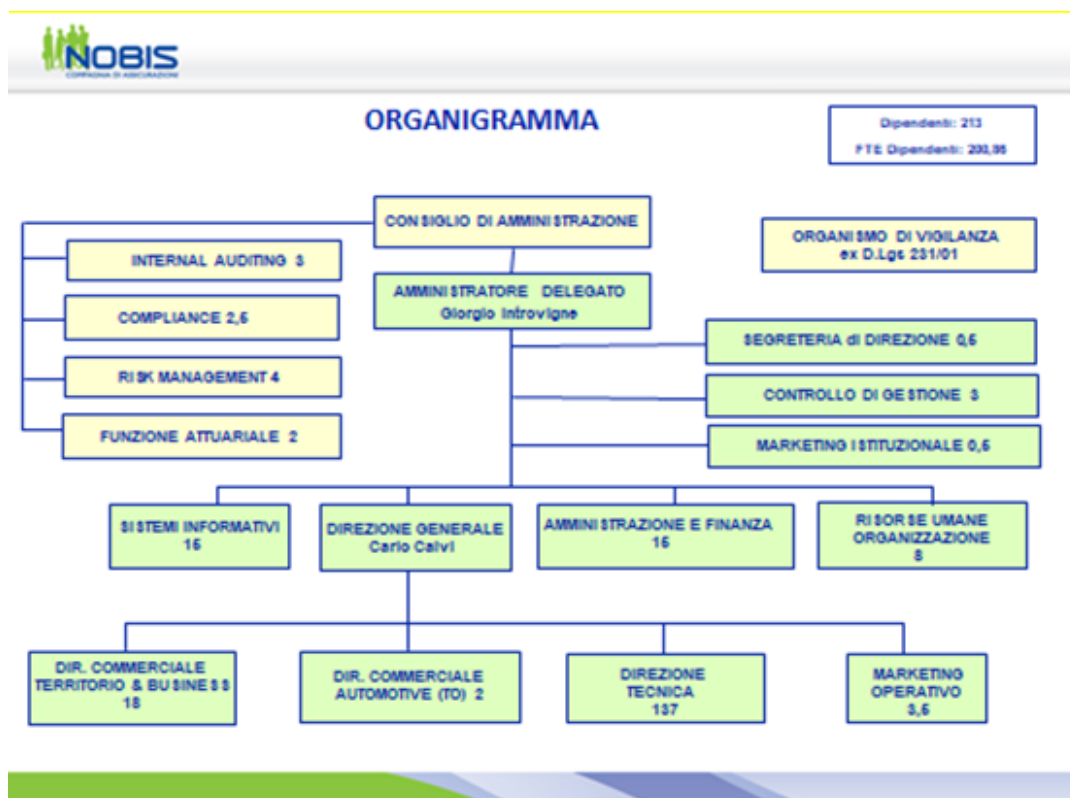 NOBIS
COMPAGNIA DI ASSICURAZIONI
ORGANIGRAMMA
Dipendenti: 213
FTE Dipendenti:
CONSIGLIO DI AMMINISTRAZIONE
ORGANISMO DI VIGILANZA
ex D.Lgs 231/01
INTERNAL AUDITING 3
AMMINISTRATORE DELEGATO
Giorgio Introvigne
COMPLIANCE 2,5
SEGRETERIA di DIREZIONE 0,5
RISK MANAGEMENT 4
CONTROLLO DI GESTIONE 3
FUNZIONE ATTUARIALE 2
MARKETING ISTITUZIONALE 0,5
SISTEMI INFORMATIVI
DIREZIONE GENERALE
Carlo Calvi
AMMINISTRAZIONE E FINANZA
RISORSE UMANE
ORGANIZZAZIONE
8
DIR. COMMERCIALE
TERRITORIO & BUSINESS
18
DIR. COMMERCIALE
AUTOMOTIVE (TO) 2
DIREZIONE
TECNICA
137
MARKETING
OPERATIVO
3,5